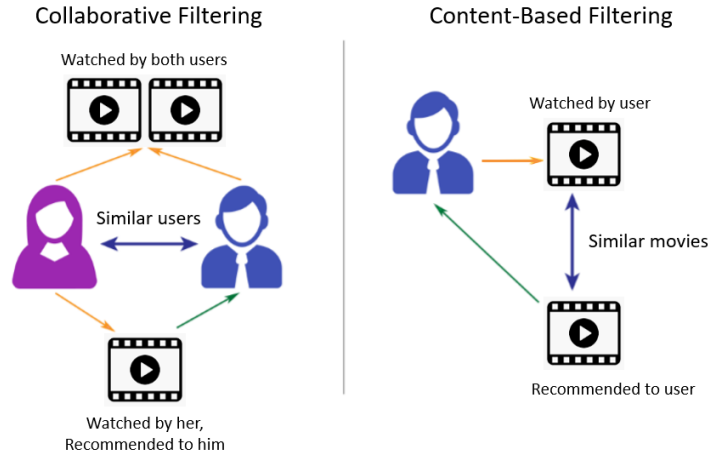 Collaborative Filtering
Watched by both users
Similar users
Watched by her,
Recommended to him
Content-Based Filtering
Watched by user
Similar movies
Recommended to user